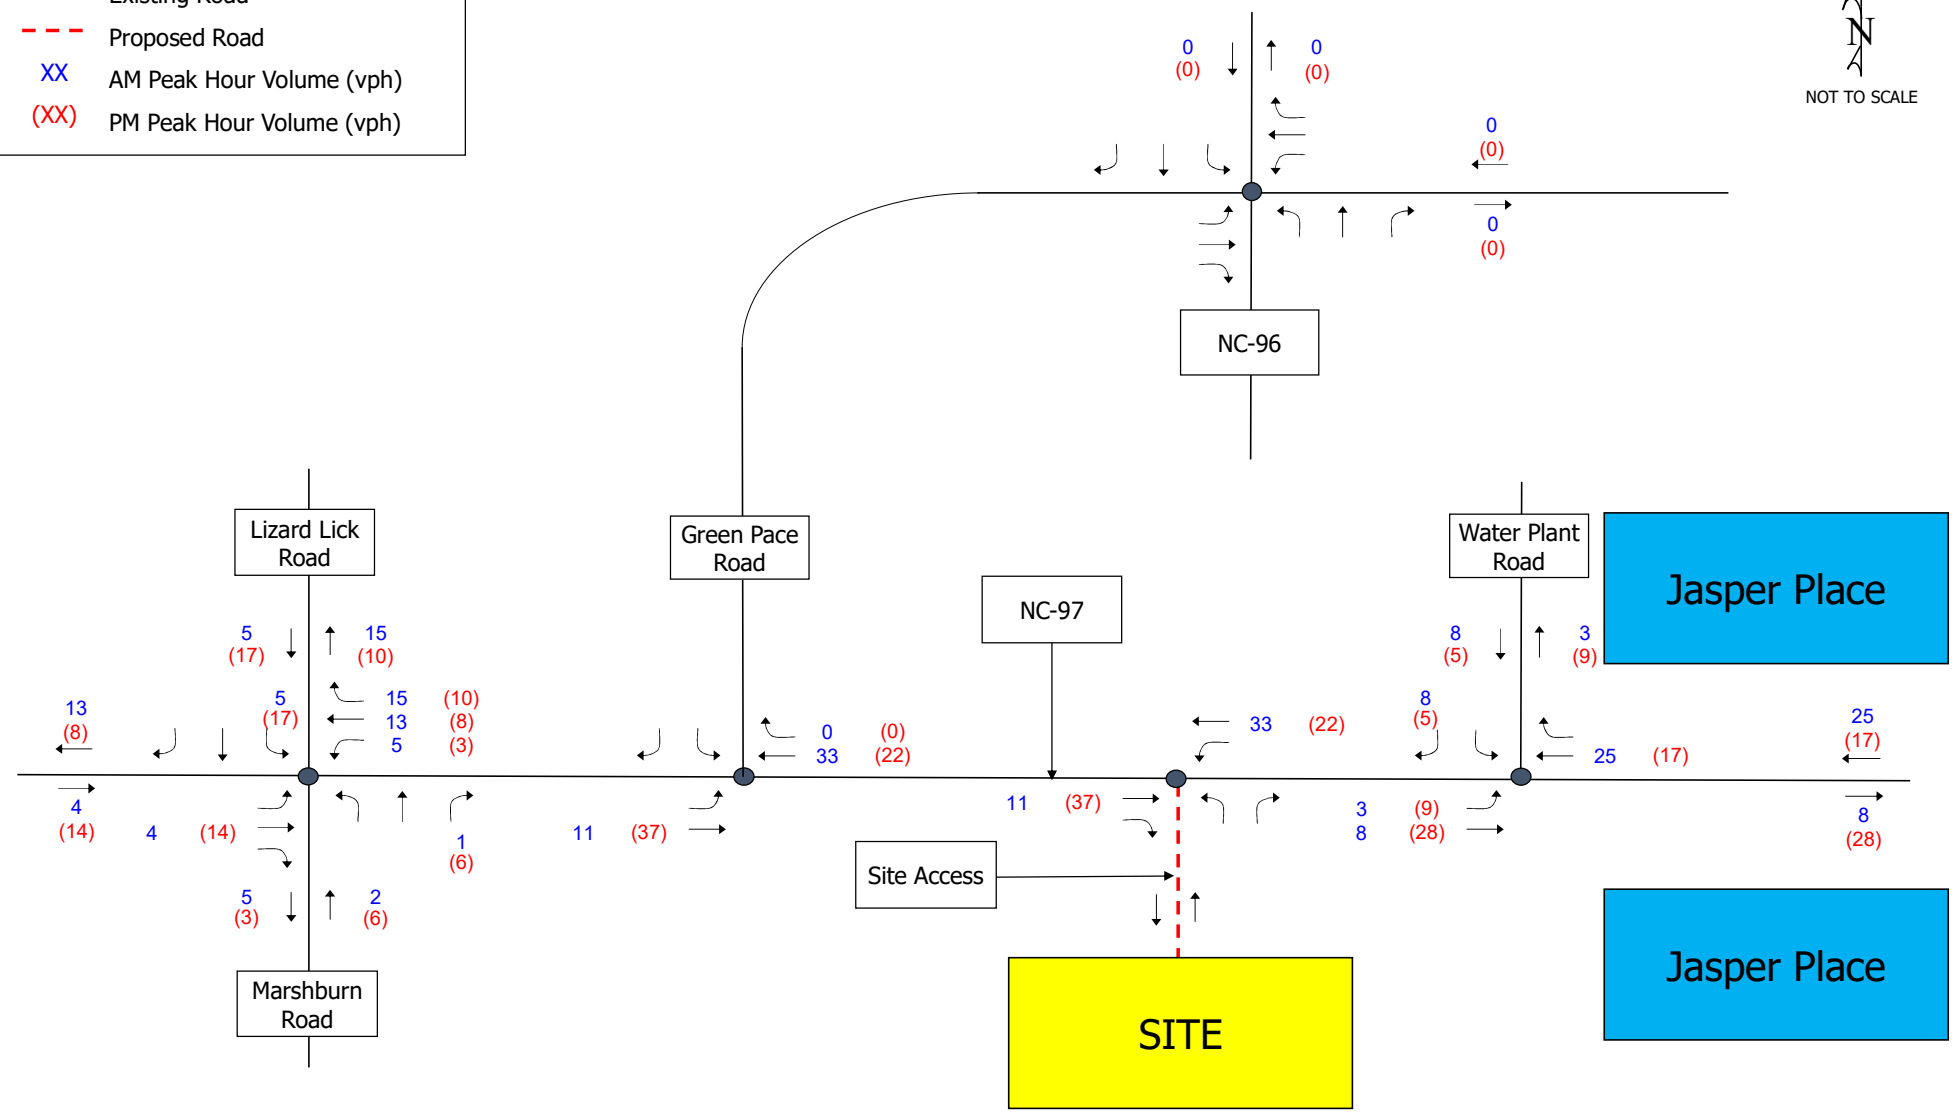 Existing Road
Proposed Road
XX AM Peak Hour Volume (vph)
(XX) PM Peak Hour Volume (vph)
N
NOT TO SCALE
0 0
(0) (0)
0
(0)
0
(0)
NC-96
Lizard Lick
Road
Green Pace
Road
Water Plant
Road
Jasper Place
NC-97
5 15
(17) (10)
8 3
(5) (9)
13
(8)
5
(17)
15 (10)
13 (8)
5 (3)
0 (0)
33 (22)
33 (22)
8
(5)
25 (17)
25
(17)
4
(14)
4 (14)
1
(6)
11 (37)
11 (37)
3 (9)
8 (28)
8
(28)
5 2
(3) (6)
Site Access
Marshburn
Road
SITE
Jasper Place